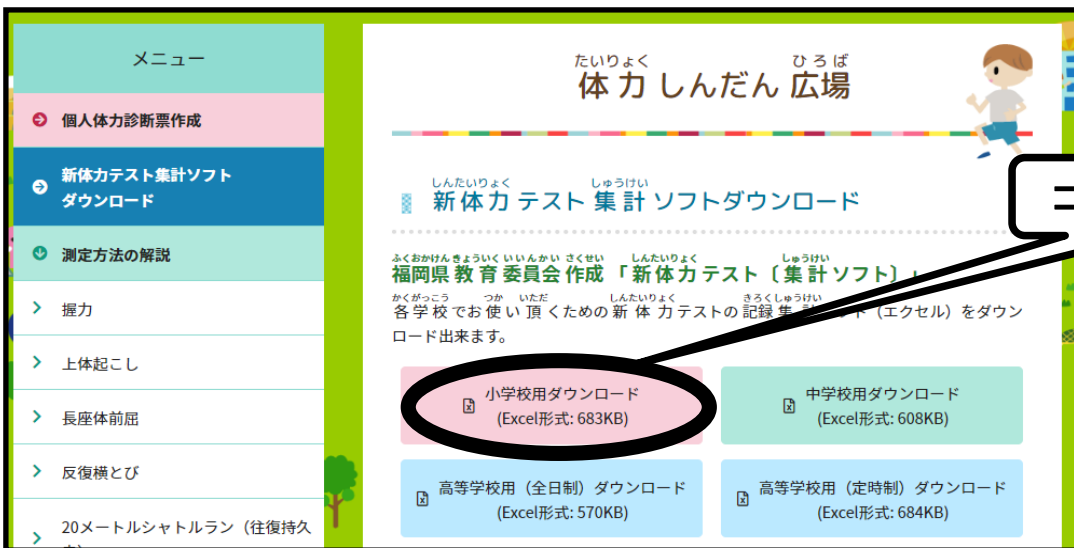 メニュー
個人体力診断票作成
新体力テスト集計ソフト
ダウンロード
測定方法の解説
握力
上体起こし
長座体前屈
反復横とび
20メートルシャトルラン（往復持久
たいりょく ひろば
体力しんだん広場
しんたいりょく しゅうけい
新体力テスト集計ソフトダウンロード
ふくおかけんきょういくいいんかいさくせい しんたいりょく しゅうけい
福岡県教育委員会作成「新体力テスト〔集計ソフト〕」
かくがっこう つか いただ しんたいりょく きろくしゅうけい
各学校でお使い頂くための新体力テストの記録集 ト（エクセル）をダウン
ロード出来ます。
小学校用ダウンロード
(Excel形式: 683KB)
中学校用ダウンロード
(Excel形式: 608KB)
高等学校用（全日制）ダウンロード
(Excel形式: 570KB)
高等学校用（定時制）ダウンロード
(Excel形式: 684KB)